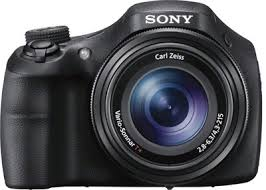 SONY
Carl Zeiss
Vario-Sonnar T*
2,8-6,3/4,3-215